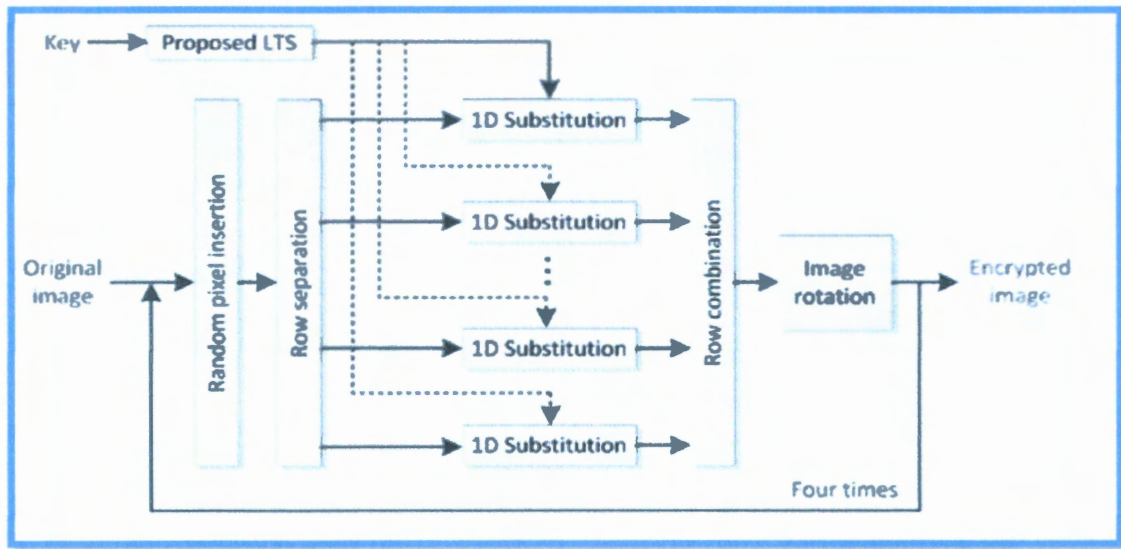 Key
Proposed LTS
Original
image
Random pixel insertion
Row separation
1D Substitution
1D Substitution
1D Substitution
1D Substitution
Row combination
Image
rotation
Encrypted
image
Four times